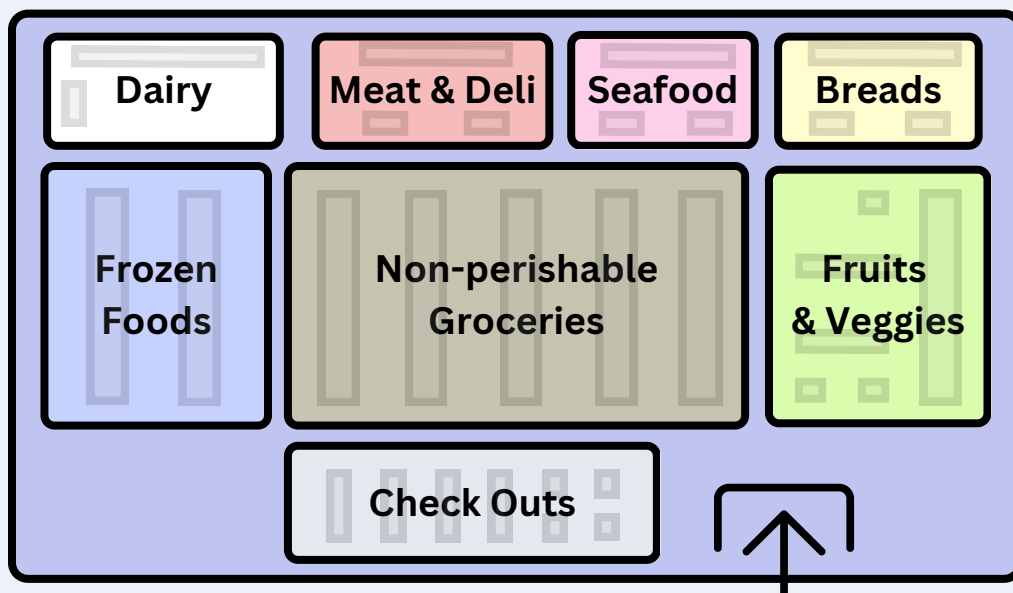 Dairy
Meat & Deli
Seafood
Breads
Frozen
Foods
Non-perishable
Groceries
Fruits
& Veggies
Check Outs